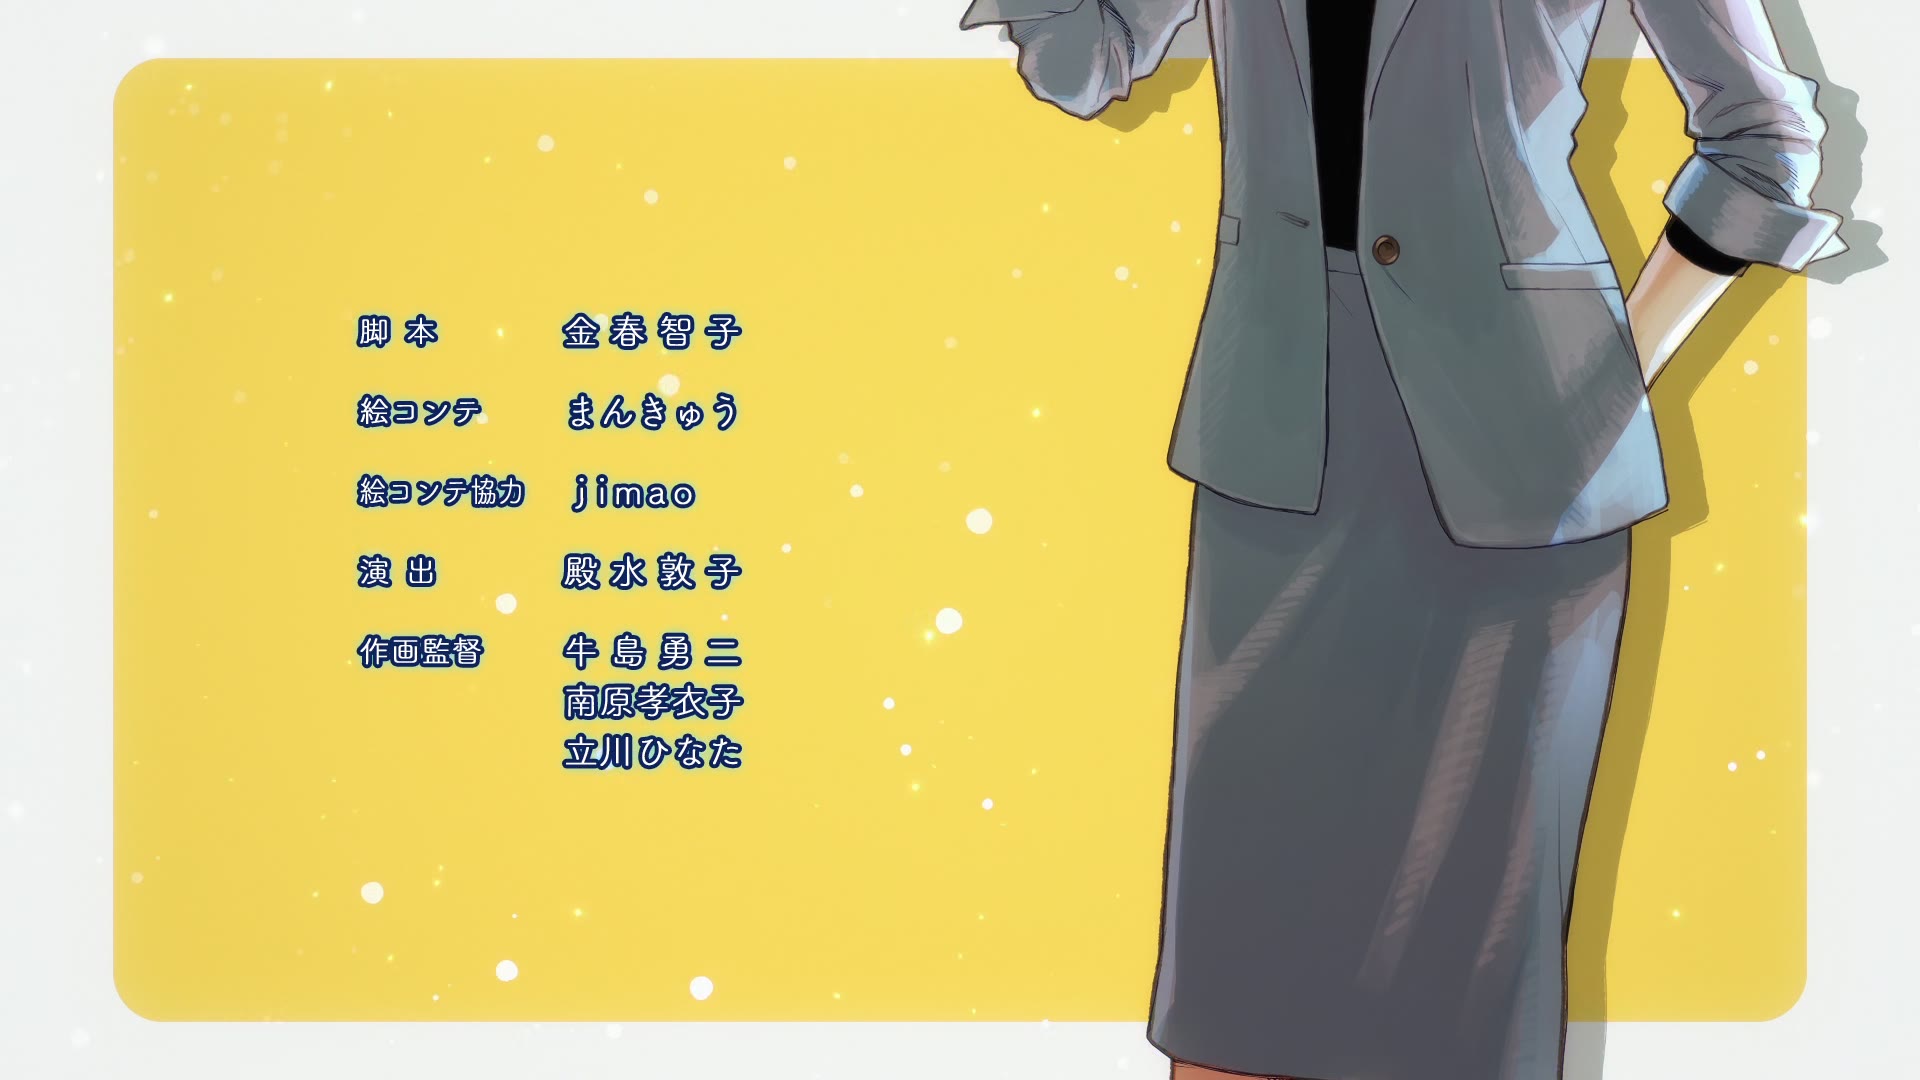 脚本 金春智子
絵コンテ まんきゅう
絵コンテ協力 jimao
演出 殿水敦子
作画監督 牛島勇二
南原孝衣子
立川ひなた